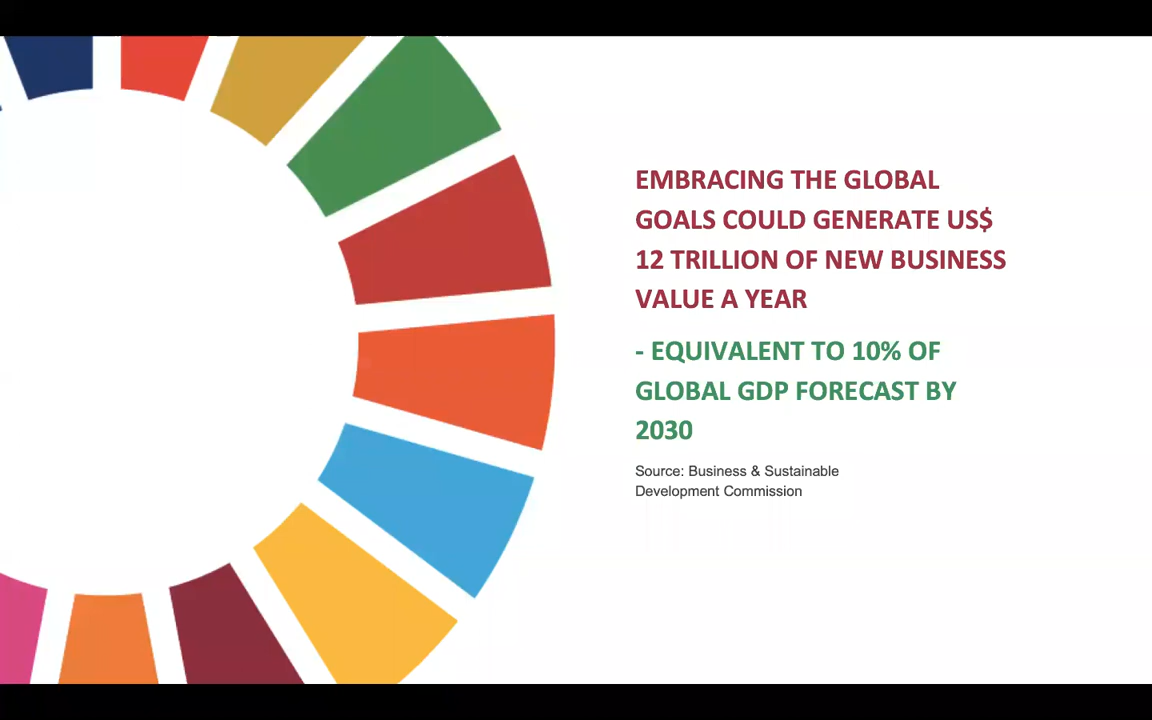 EMBRACING THE GLOBAL
GOALS COULD GENERATE US$
12 TRILLION OF NEW BUSINESS
VALUE A YEAR
- EQUIVALENT TO 10% OF
GLOBAL GDP FORECAST BY
2030
Source: Business & Sustainable
Development Commission